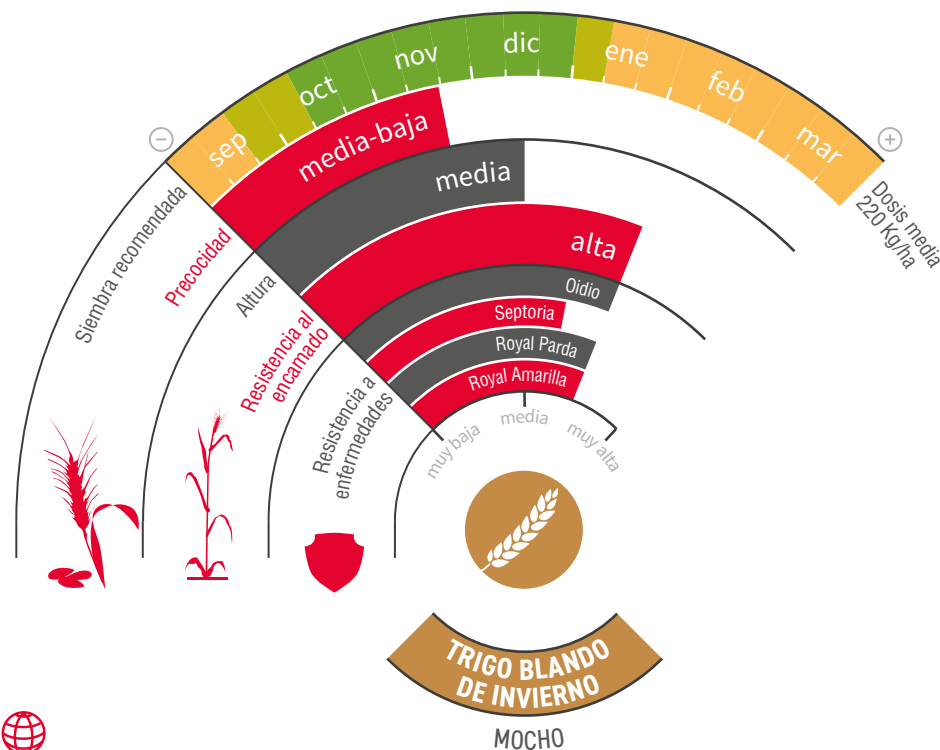 sep
oct
nov
dic
ene
feb
mar
−
+
Dosis media
220 Kg/ha
Siembra recomendada
media-baja
Precocidad
media
Altura
alta
Resistencia al
encamado
Oidio
Septoria
Royal Parda
Royal Amarilla
Resistencia a
enfermedades
muy baja
media
muy alta
TRIGO BLANDO
DE INVIERNO
MOCHO